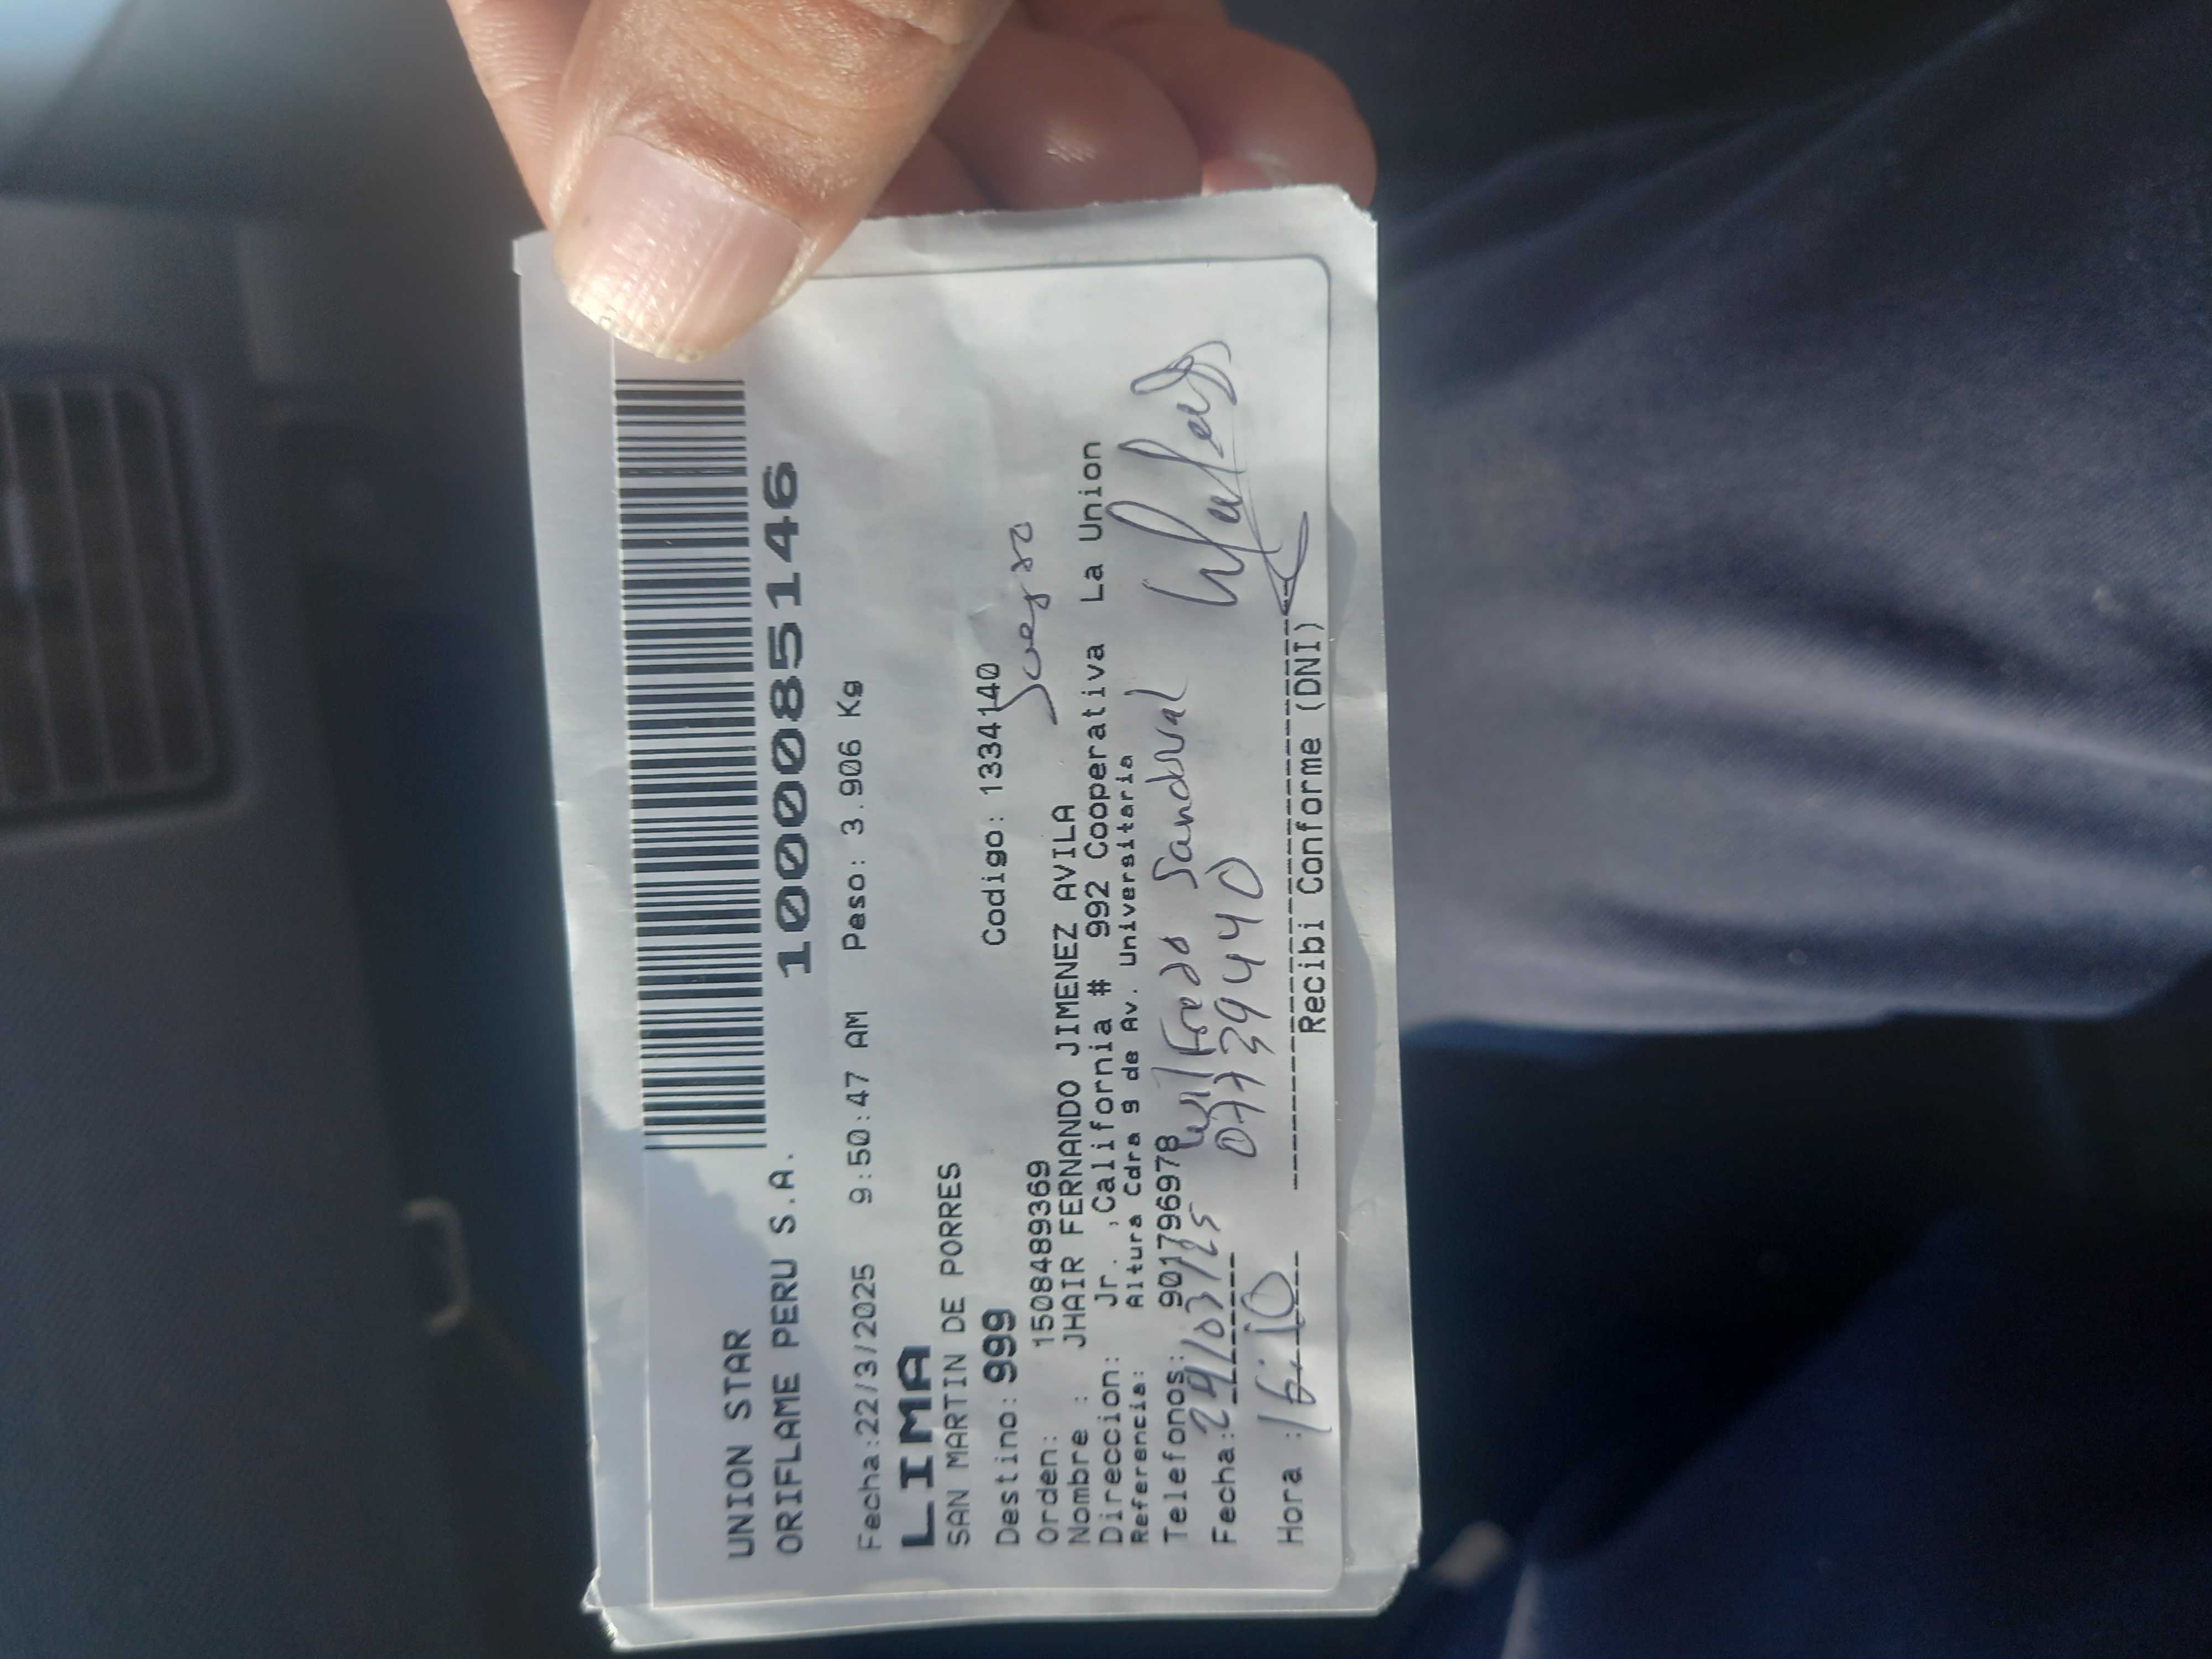 UNION STAR
ORIFLAME PERU S.A. 1000085146
Fecha:22/3/2025 9:50:47 AM Peso: 3.906 Kg
LIMA
SAN MARTIN DE PORRES
Destino: 999 Codigo: 1334140
Suegro
Orden: 1508489369
Nombre : JHAIR FERNANDO JIMENEZ AVILA
Direccion: Jr. ,California # 992 Cooperativa La Union
Referencia: Altura Cdra 9 de Av. Universitaria
Telefonos: 901796978 Wilfredo Sandoval
Fecha: 24/03/25 07739440
Hora : 16:10
Recibi Conforme (DNI)